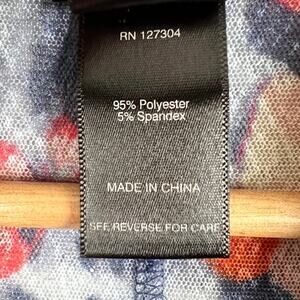 RN 127304
95% Polyester
5% Spandex
MADE IN CHINA
SEE REVERSE FOR CARE